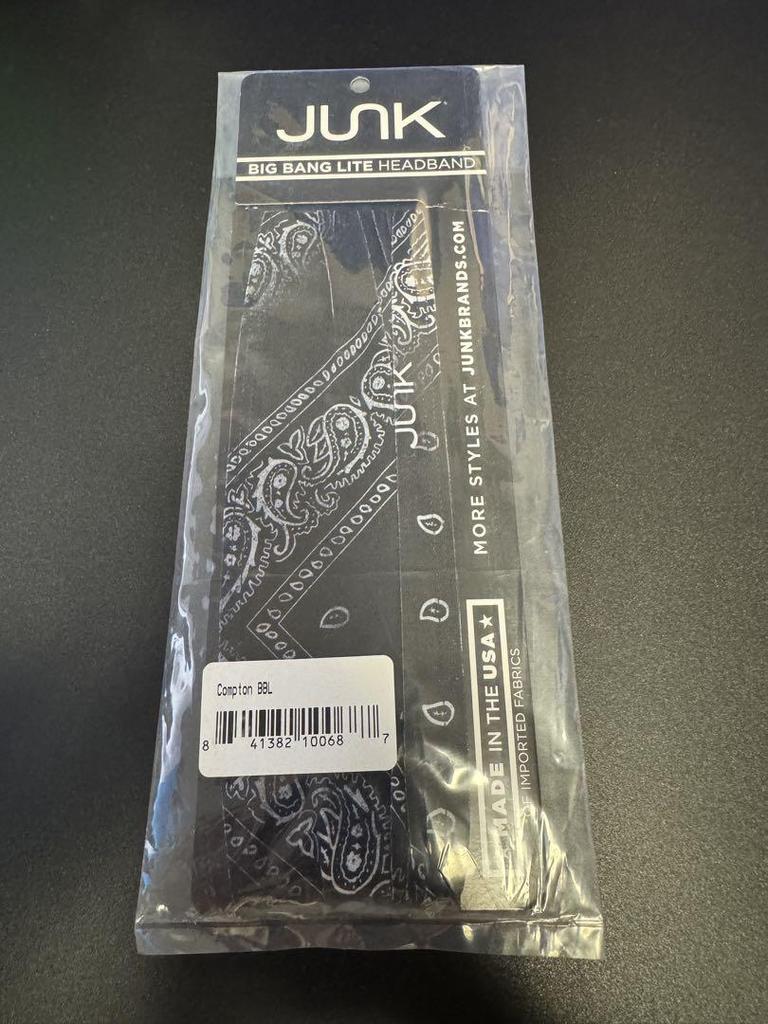 JUNK
BIG BANG LITE HEADBAND
JUNK
MORE STYLES AT JUNKBRANDS.COM
★ MADE IN THE USA ★
OF IMPORTED FABRICS
Compton BBL
8 41382 10068 7